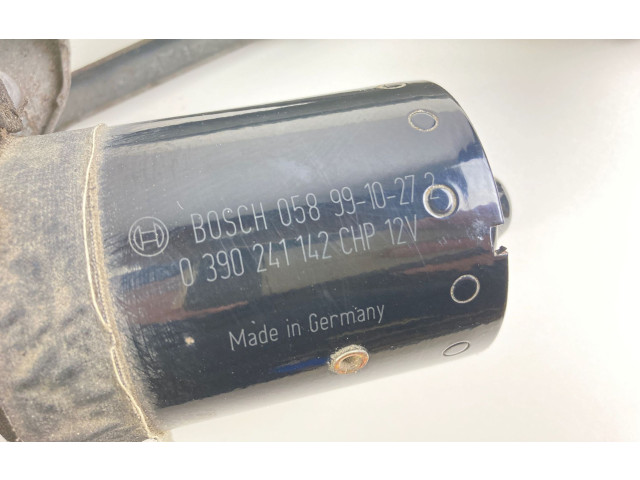 BOSCH 058 99-10-27 2
0 390 241 142 CHP 12V
Made in Germany